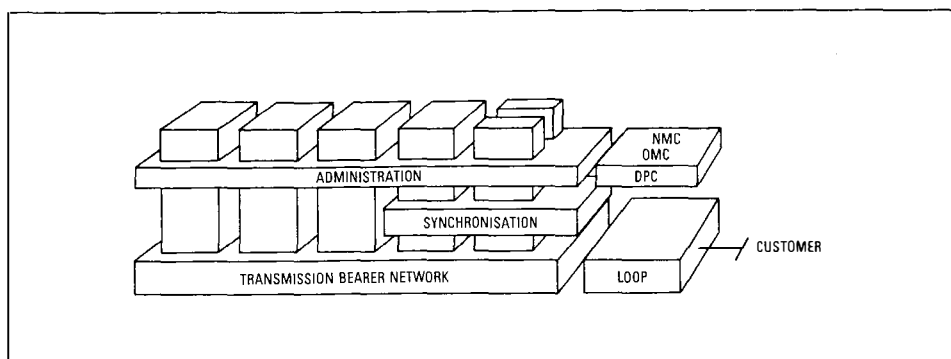 NMC
OMC
ADMINISTRATION
DPC
SYNCHRONISATION
CUSTOMER
TRANSMISSION BEARER NETWORK
LOOP